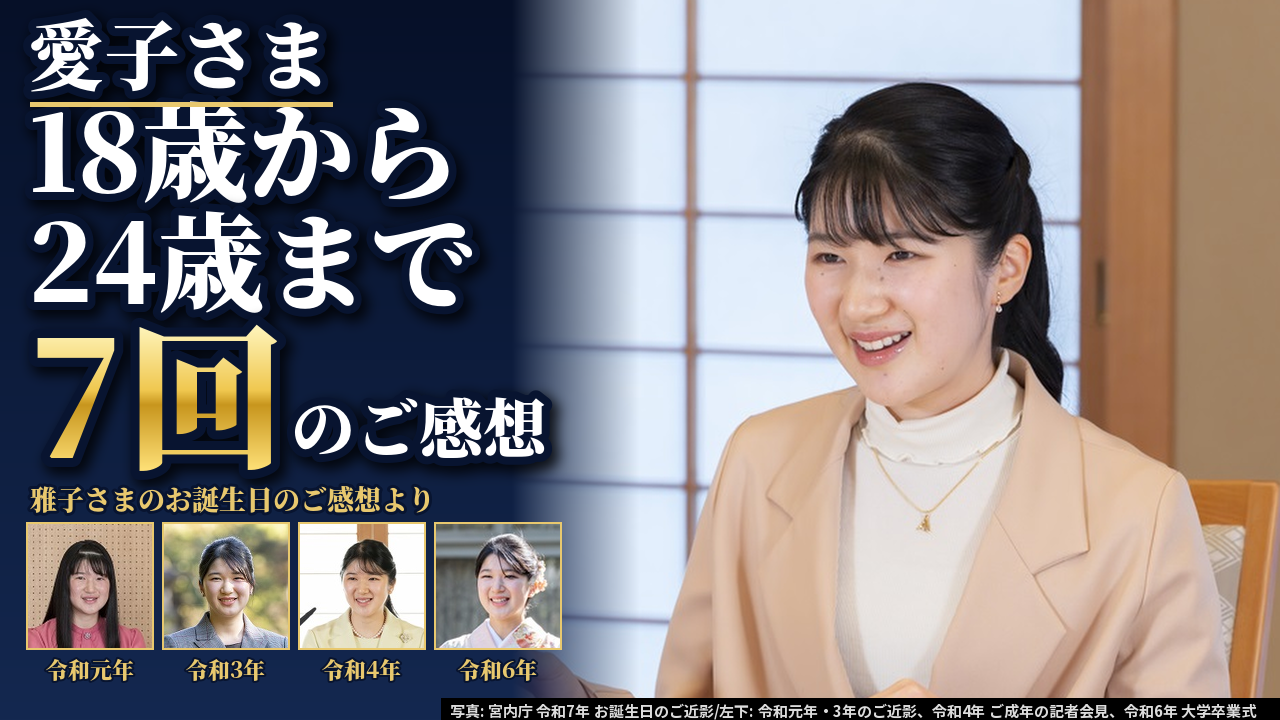 愛子さま
18歳から
24歳まで
7回のご感想
雅子さまのお誕生日のご感想より
令和元年
令和3年
令和4年
令和6年
写真: 宮内庁 令和7年 お誕生日のご近影/左下: 令和元年・3年のご近影、令和4年 ご成年の記者会見、令和6年 大学卒業式